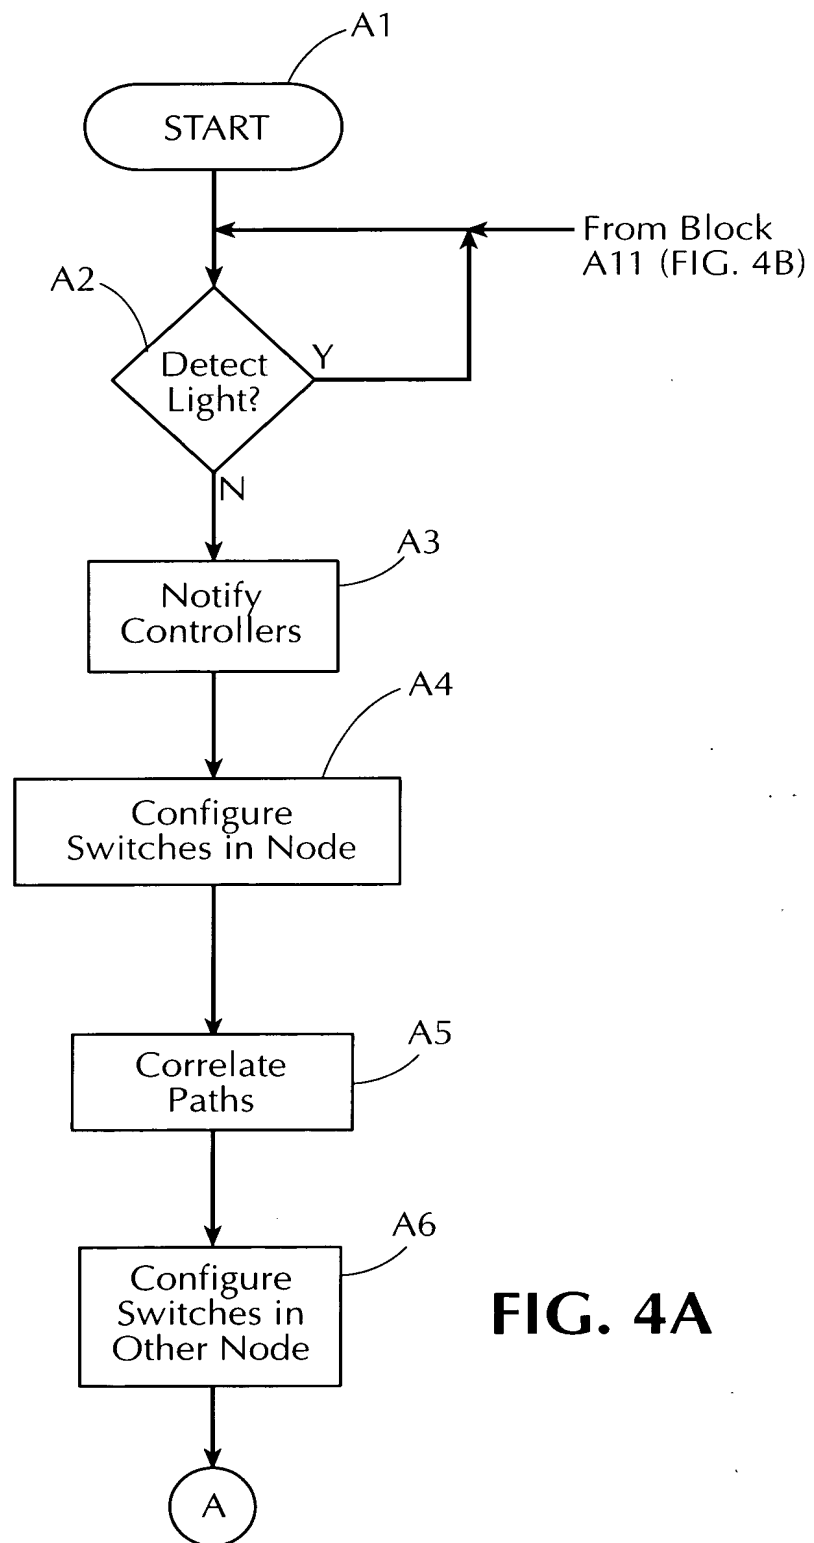 A1
START
From Block
A11 (FIG. 4B)
A2
Detect
Light?
Y
N
A3
Notify
Controllers
A4
Configure
Switches in Node
A5
Correlate
Paths
A6
Configure
Switches in
Other Node
FIG. 4A
A